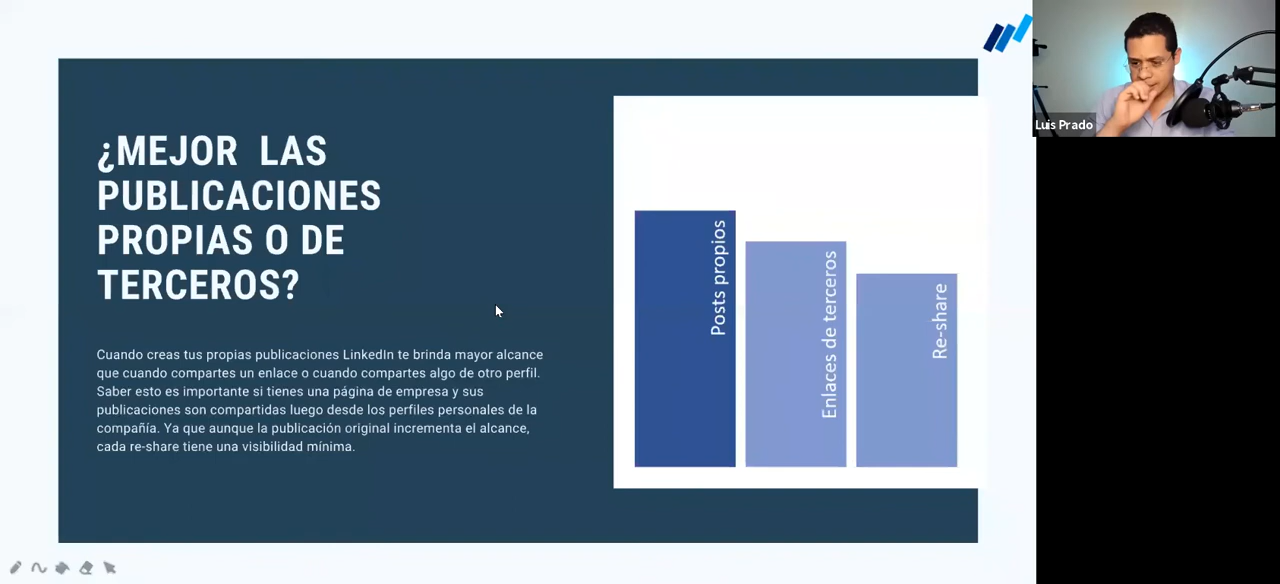 ¿MEJOR LAS
PUBLICACIONES
PROPIAS O DE
TERCEROS?
Cuando creas tus propias publicaciones LinkedIn te brinda mayor alcance
que cuando compartes un enlace o cuando compartes algo de otro perfil.
Saber esto es importante si tienes una página de empresa y sus
publicaciones son compartidas luego desde los perfiles personales de la
compañía. Ya que aunque la publicación original incrementa el alcance,
cada re-share tiene una visibilidad mínima.
Posts propios
Enlaces de terceros
Re-share
Luis Prado